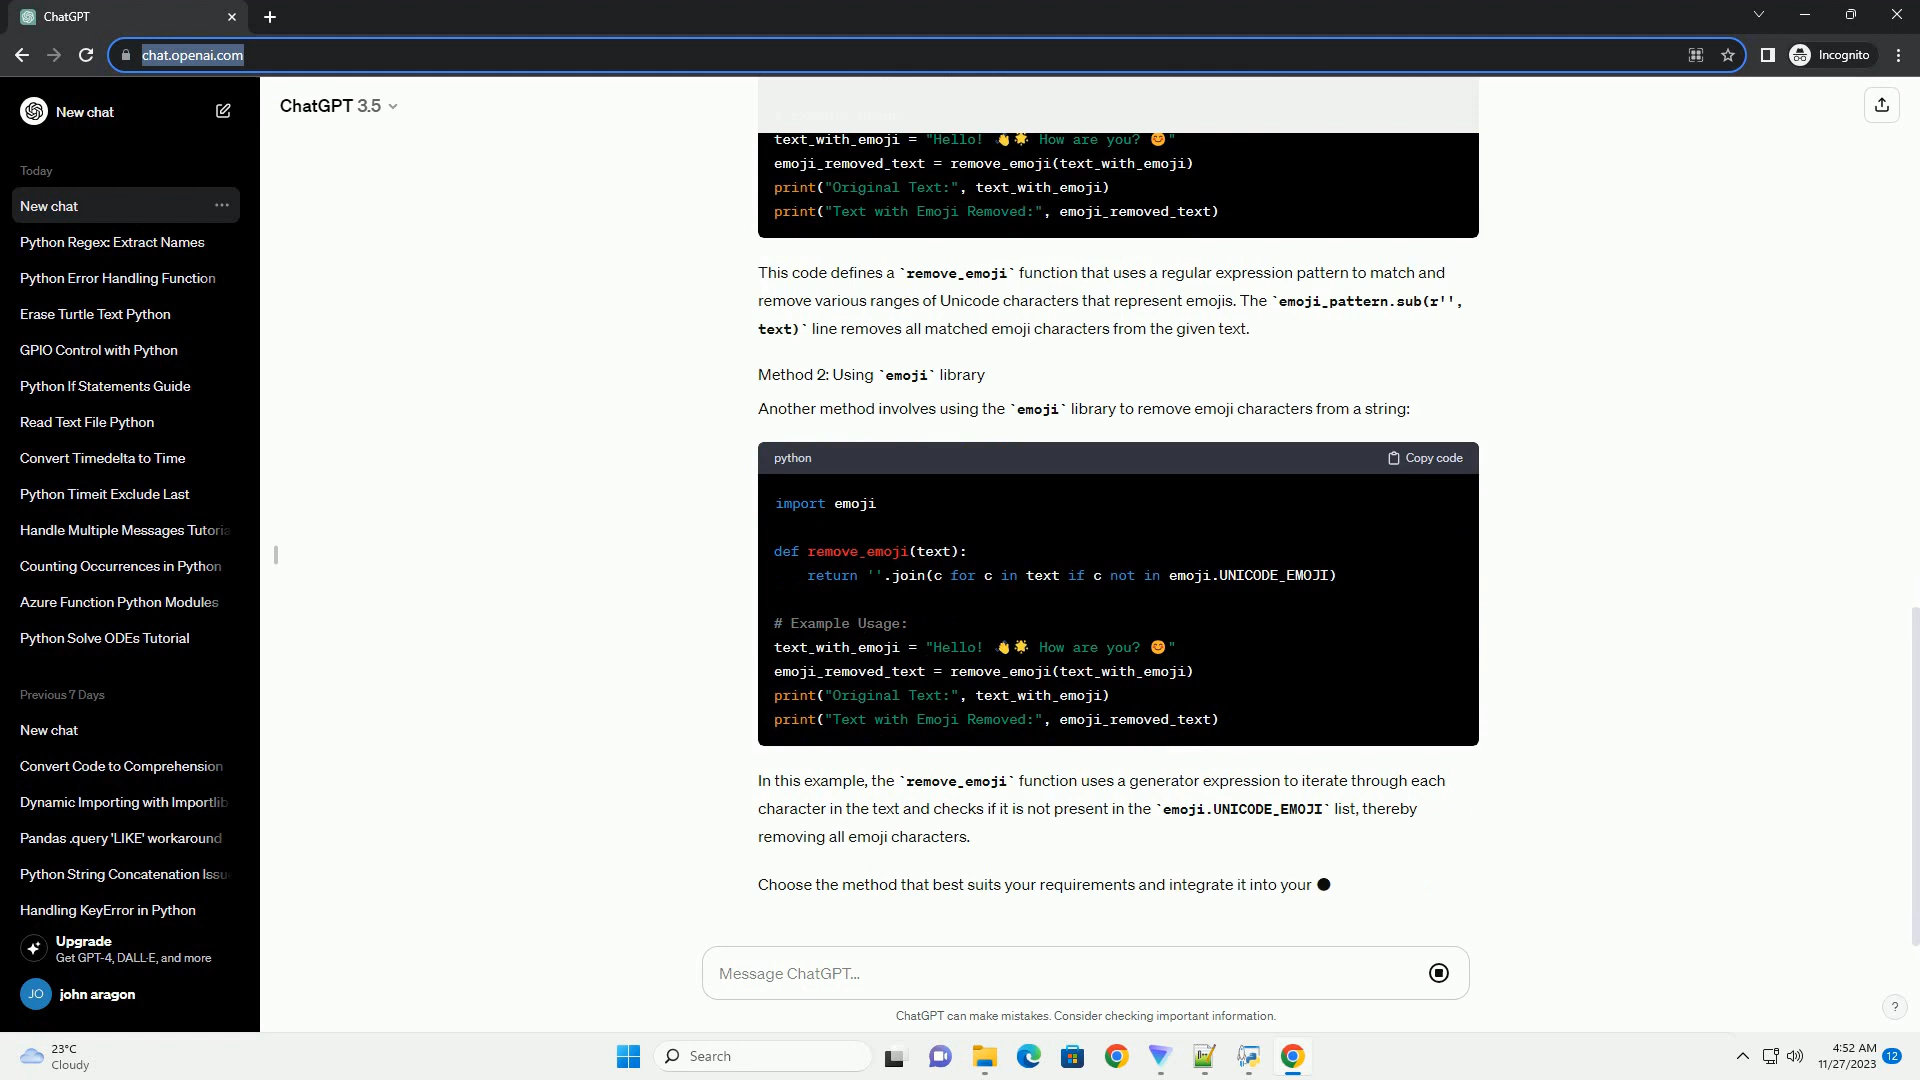 ChatGPT
chat.openai.com
Incognito
New chat
Today
New chat
Python Regex: Extract Names
Python Error Handling Function
Erase Turtle Text Python
GPIO Control with Python
Python If Statements Guide
Read Text File Python
Convert Timedelta to Time
Python Timeit Exclude Last
Handle Multiple Messages Tutoria
Counting Occurrences in Python
Azure Function Python Modules
Python Solve ODEs Tutorial
Previous 7 Days
New chat
Convert Code to Comprehension
Dynamic Importing with Importlib
Pandas .query 'LIKE' workaround
Python String Concatenation Issu
Handling KeyError in Python
Upgrade
Get GPT-4, DALL·E, and more
JO john aragon
ChatGPT 3.5
text_with_emoji = "Hello! 👋🌟 How are you? 😊"
emoji_removed_text = remove_emoji(text_with_emoji)
print("Original Text:", text_with_emoji)
print("Text with Emoji Removed:", emoji_removed_text)
This code defines a `remove_emoji` function that uses a regular expression pattern to match and
remove various ranges of Unicode characters that represent emojis. The `emoji_pattern.sub(r'',
text)` line removes all matched emoji characters from the given text.
Method 2: Using `emoji` library
Another method involves using the `emoji` library to remove emoji characters from a string:
python Copy code
import emoji
def remove_emoji(text):
return ''.join(c for c in text if c not in emoji.UNICODE_EMOJI)
# Example Usage:
text_with_emoji = "Hello! 👋🌟 How are you? 😊"
emoji_removed_text = remove_emoji(text_with_emoji)
print("Original Text:", text_with_emoji)
print("Text with Emoji Removed:", emoji_removed_text)
In this example, the `remove_emoji` function uses a generator expression to iterate through each
character in the text and checks if it is not present in the `emoji.UNICODE_EMOJI` list, thereby
removing all emoji characters.
Choose the method that best suits your requirements and integrate it into your
Message ChatGPT...
ChatGPT can make mistakes. Consider checking important information.
?
23°C
Cloudy
Search
4:52 AM
11/27/2023
12